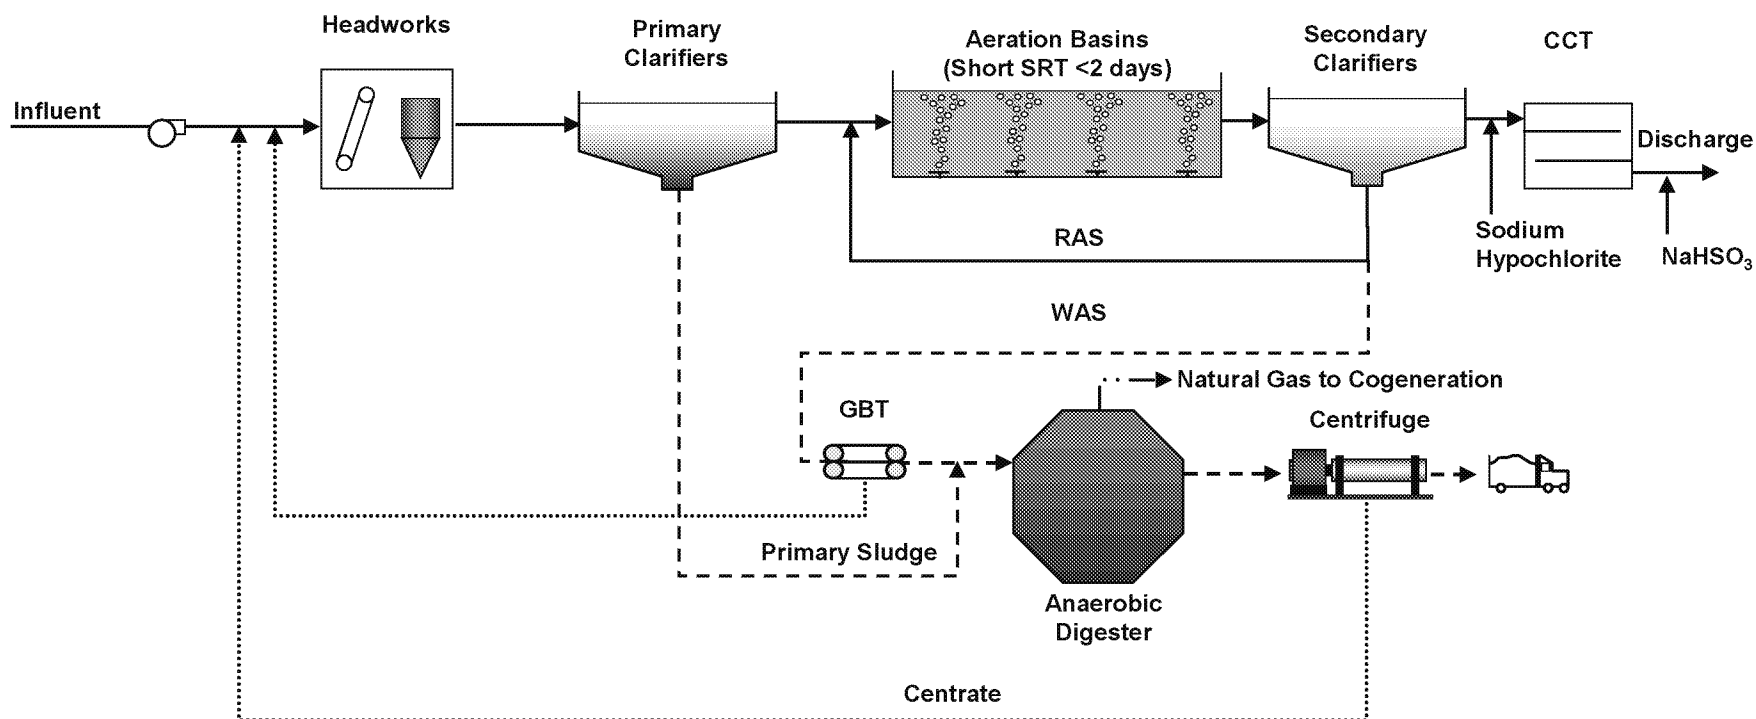 Headworks
Primary
Clarifiers
Aeration Basins
(Short SRT <2 days)
Secondary
Clarifiers
CCT
Influent
Discharge
RAS
Sodium
Hypochlorite
NaHSO₃
WAS
Natural Gas to Cogeneration
GBT
Centrifuge
Primary Sludge
Anaerobic
Digester
Centrate